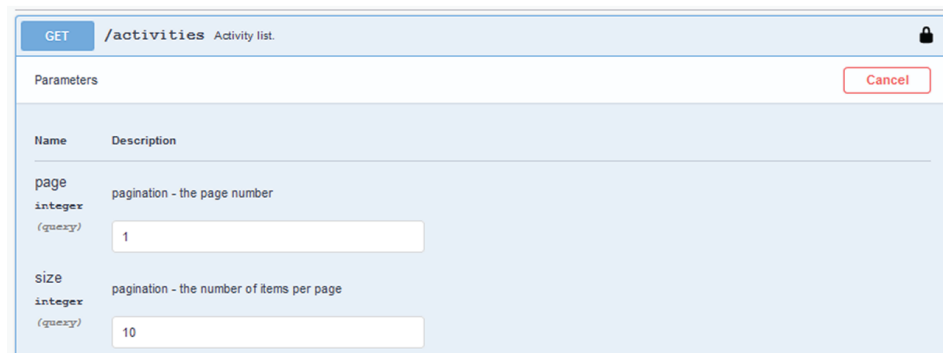 GET /activities Activity list.
Parameters Cancel
Name Description
page
integer
(query)
pagination - the page number
1
size
integer
(query)
pagination - the number of items per page
10